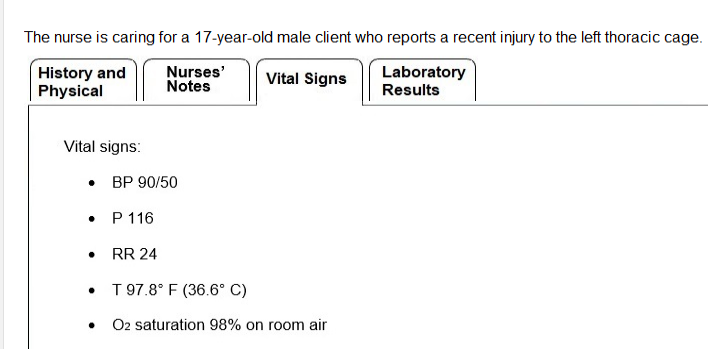 The nurse is caring for a 17-year-old male client who reports a recent injury to the left thoracic cage.
History and
Physical
Nurses’
Notes
Vital Signs
Laboratory
Results
Vital signs:
• BP 90/50
• P 116
• RR 24
• T 97.8° F (36.6° C)
• O2 saturation 98% on room air